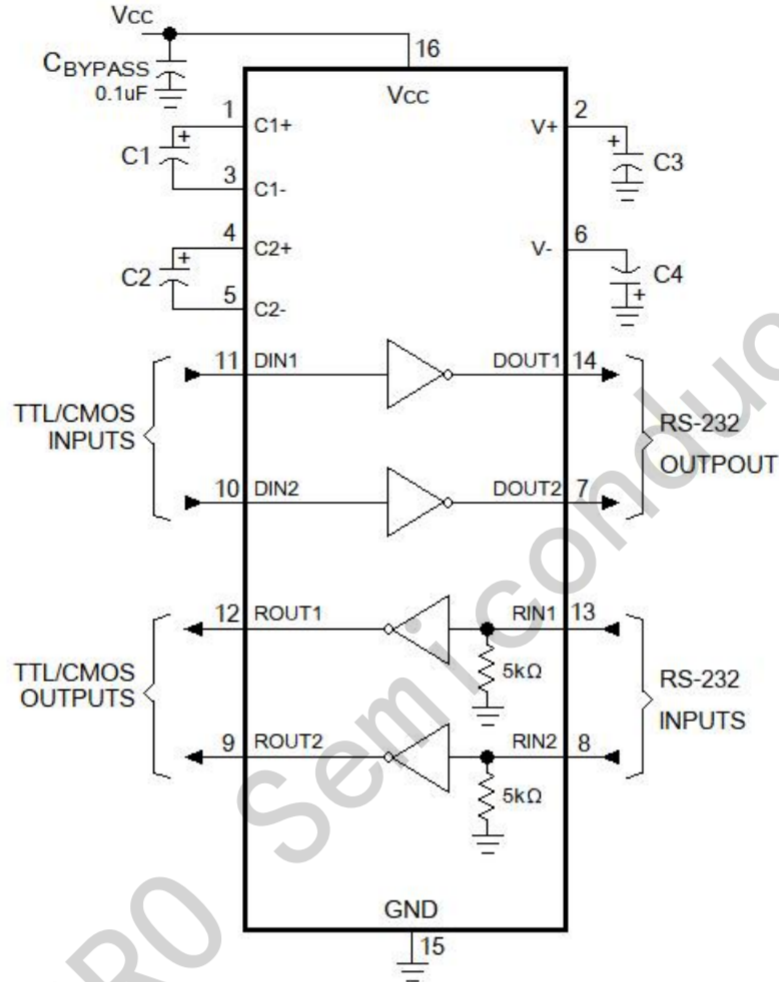 Vcc
16
CBYPASS
0.1uF
Vcc
1
C1+
V+
2
C1
+
+
C3
3
C1-
4
C2+
V-
6
C2
+
C4
5
C2-
+
11
DIN1
DOUT1
14
TTL/CMOS
INPUTS
RS-232
OUTPOUT
10
DIN2
DOUT2
7
12
ROUT1
RIN1
13
5kΩ
TTL/CMOS
OUTPUTS
RS-232
INPUTS
9
ROUT2
RIN2
8
5kΩ
GND
15
R0 Semiconduc